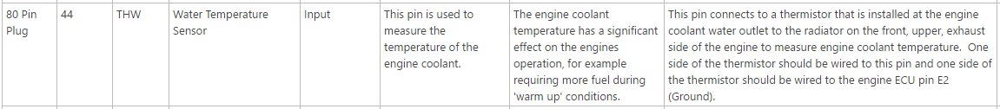 80 Pin
Plug
44
THW
Water Temperature
Sensor
Input
This pin is used to
measure the
temperature of the
engine coolant.
The engine coolant
temperature has a significant
effect on the engines
operation, for example
requiring more fuel during
'warm up' conditions.
This pin connects to a thermistor that is installed at the engine
coolant water outlet to the radiator on the front, upper, exhaust
side of the engine to measure engine coolant temperature.  One
side of the thermistor should be wired to this pin and one side of
the thermistor should be wired to the engine ECU pin E2
(Ground).